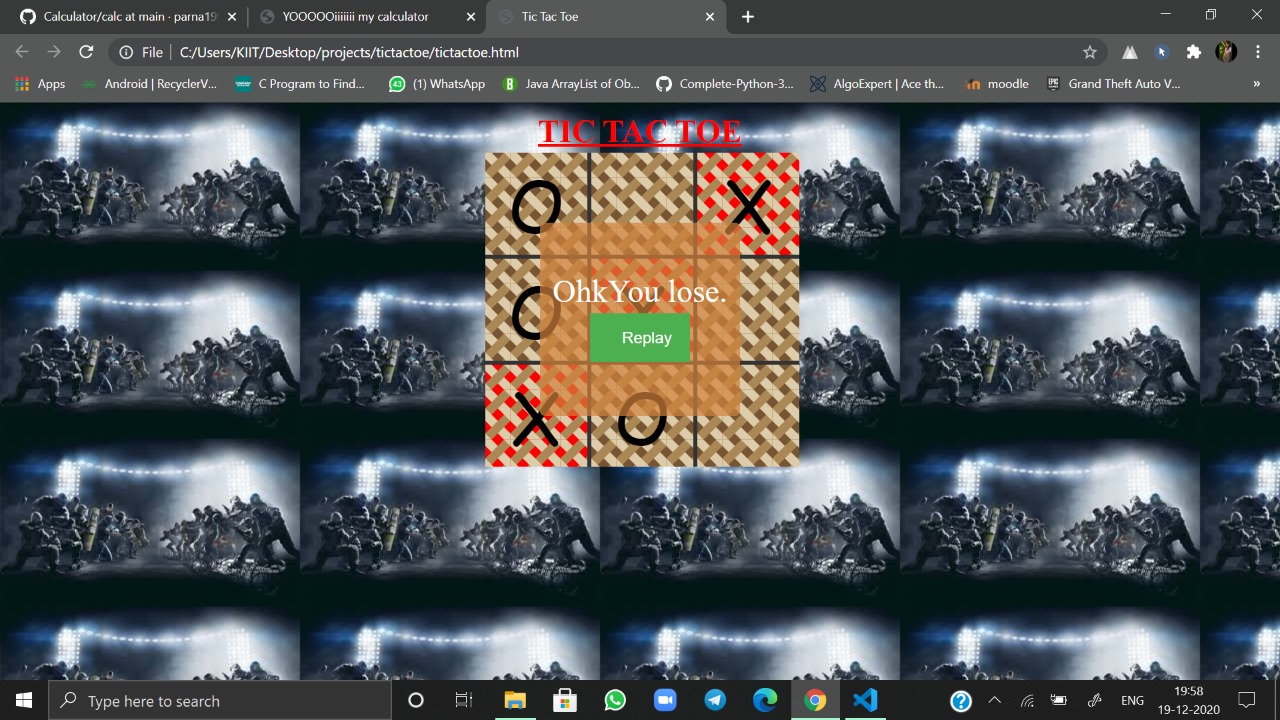 Calculator/calc at main · parna19
YOOOOOiiiiiii my calculator
Tic Tac Toe
File
C:/Users/KIIT/Desktop/projects/tictactoe/tictactoe.html
Apps
Android | RecyclerV...
C Program to Find...
(1) WhatsApp
Java ArrayList of Ob...
Complete-Python-3...
AlgoExpert | Ace th...
moodle
Grand Theft Auto V...
»
TIC TAC TOE
O
X
O
OhkYou lose.
Replay
X
O
Type here to search
ENG
19:58
19-12-2020